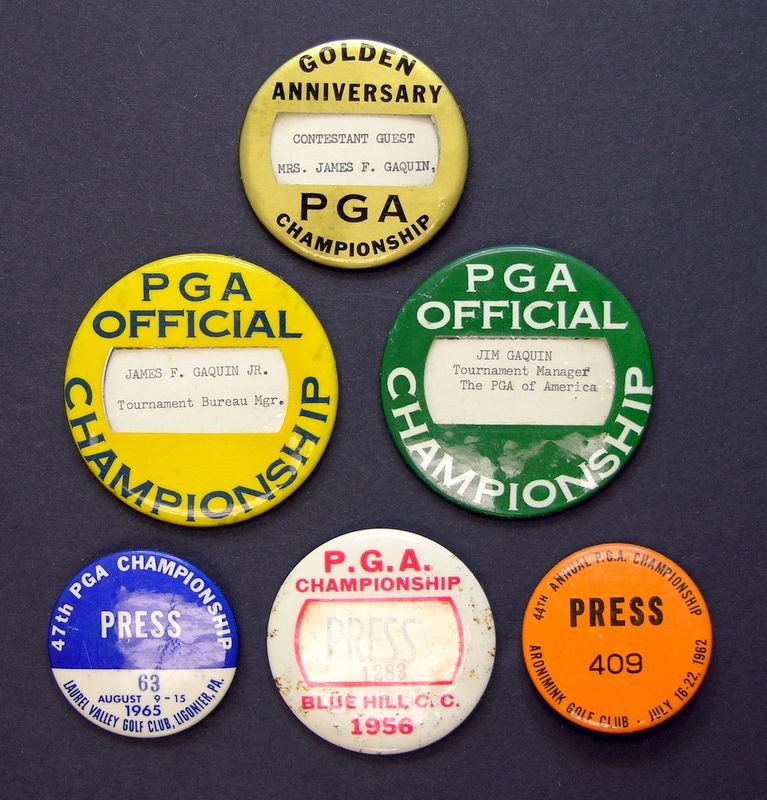 GOLDEN
ANNIVERSARY
CONTESTANT GUEST
MRS. JAMES F. GAQUIN,
PGA
CHAMPIONSHIP
PGA
OFFICIAL
JAMES F. GAQUIN JR.
Tournament Bureau Mgr.
CHAMPIONSHIP
PGA
OFFICIAL
JIM GAQUIN
Tournament Manager
The PGA of America
CHAMPIONSHIP
47th PGA CHAMPIONSHIP
PRESS
63
AUGUST 9-15
1965
LAUREL VALLEY GOLF CLUB, LIGONIER, PA.
P.G.A.
CHAMPIONSHIP
PRESS
1283
BLUE HILL C. C.
1956
44TH ANNUAL P.G.A. CHAMPIONSHIP
PRESS
409
ARONIMINK GOLF CLUB - JULY 16-22, 1962